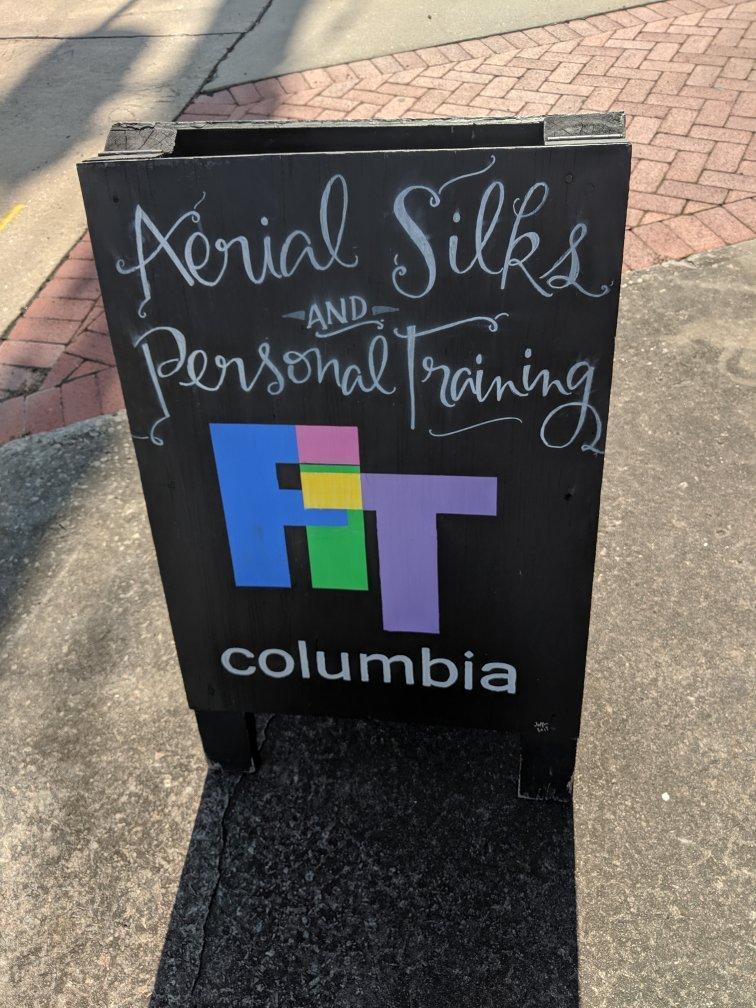 Aerial Silks
AND
Personal Training
FIT
columbia